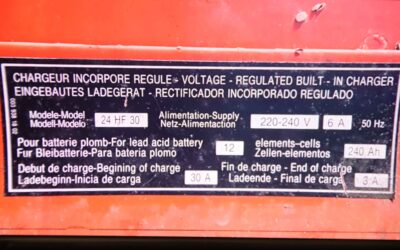 CHARGEUR INCORPORE REGULE - VOLTAGE - REGULATED BUILT - IN CHARGER
EINGEBAUTES LADEGERAT - RECTIFICADOR INCORPORADO REGULADO
Modele-Model 24 HF 30 Alimentation-Supply 220-240 V 6 A 50 Hz
Modell-Modelo Netz-Alimentaction
Pour batterie plomb-For lead acid battery 12 elements-cells 240 Ah
Fur Bleibatterie-Para bateria plomo Zellen-elementos
Debut de charge-Begining of charge 30 A Fin de charge - End of charge 3 A
Ladebeginn-Inicia de carga Ladeende - Final de carga